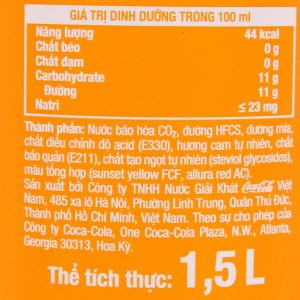 GIÁ TRỊ DINH DƯỠNG TRONG 100 ml
Năng lượng 44 kcal
Chất béo 0 g
Chất đạm 0 g
Carbohydrate 11 g
Đường 11 g
Natri ≤ 23 mg
Thành phần: Nước bão hòa CO₂, đường HFCS, đường mía,
chất điều chỉnh độ acid (E330), hương cam tự nhiên, chất
bảo quản (E211), chất tạo ngọt tự nhiên (steviol glycosides),
màu tổng hợp (sunset yellow FCF, allura red AC).
Sản xuất bởi Công ty TNHH Nước Giải Khát Coca-Cola Việt
Nam, 485 xa lộ Hà Nội, Phường Linh Trung, Quận Thủ Đức,
Thành phố Hồ Chí Minh, Việt Nam. Theo sự cho phép của
Công ty Coca-Cola, One Coca-Cola Plaza, N.W., Atlanta,
Georgia 30313, Hoa Kỳ.
Thể tích thực: 1,5 L